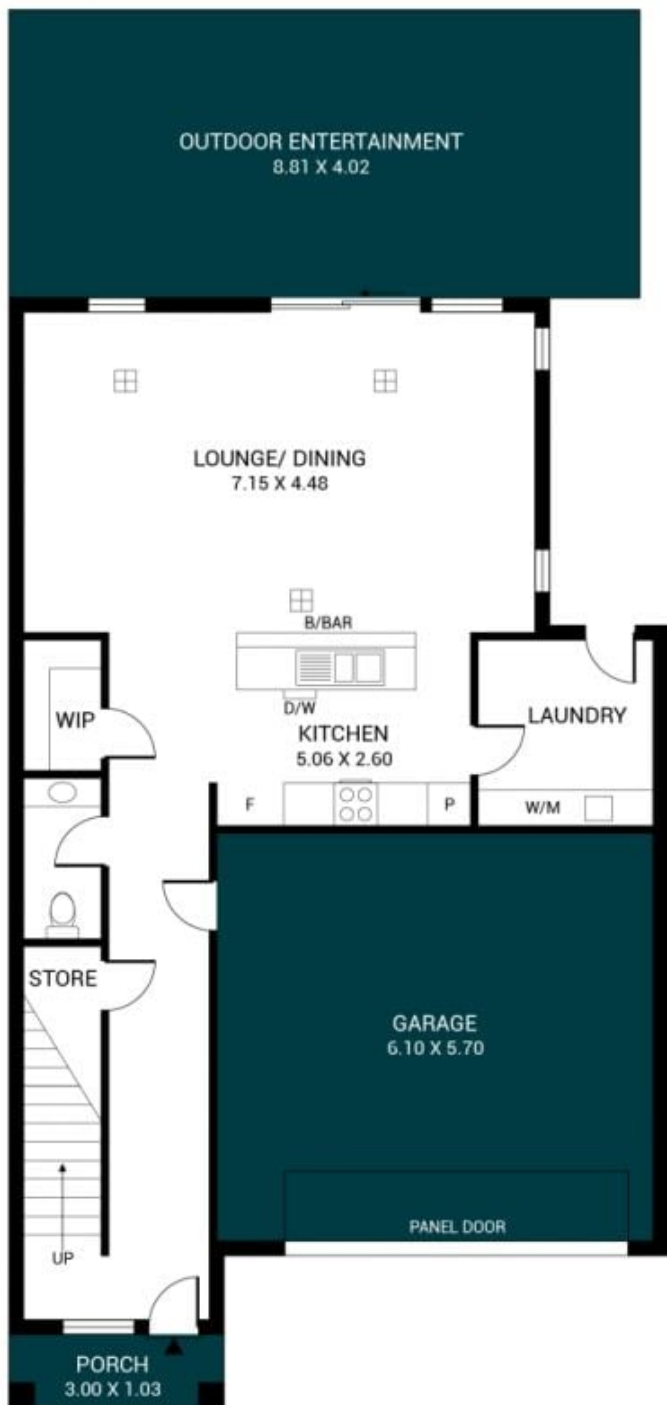 OUTDOOR ENTERTAINMENT
8.81 X 4.02
LOUNGE/ DINING
7.15 X 4.48
B/BAR
D/W
KITCHEN
5.06 X 2.60
WIP
LAUNDRY
F
P
W/M
STORE
GARAGE
6.10 X 5.70
PANEL DOOR
UP
PORCH
3.00 X 1.03